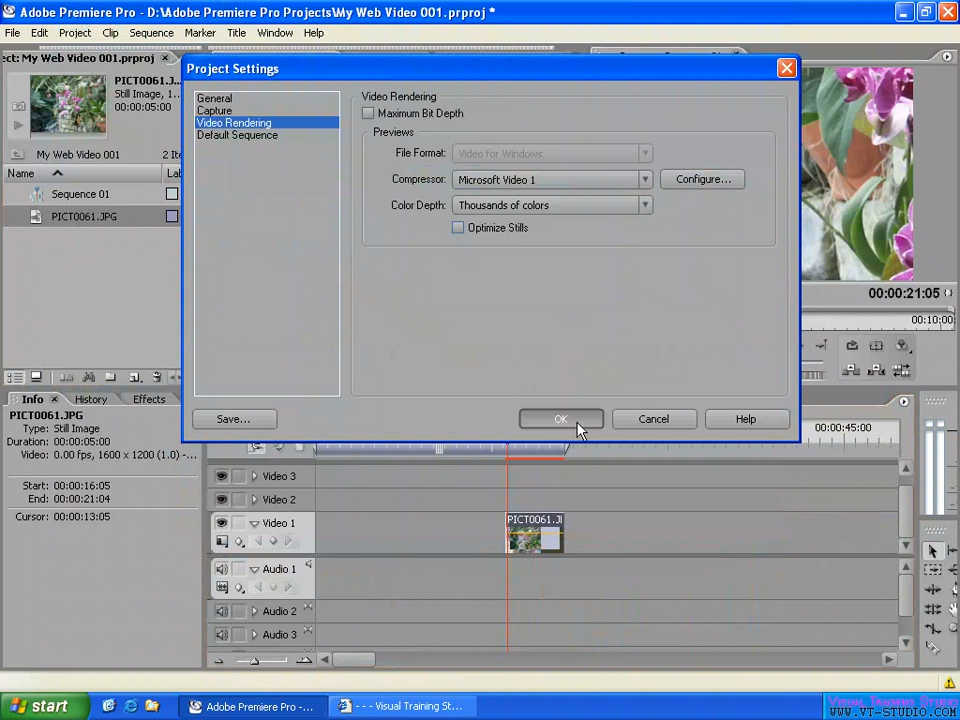 Adobe Premiere Pro - D:\Adobe Premiere Pro Projects\My Web Video 001.prproj *
File Edit Project Clip Sequence Marker Title Window Help
ct: My Web Video 001.prproj ×
PICT0061.J...
Still Image, 1...
00:00:05:00
My Web Video 001 2 Ite
Name Lab
Sequence 01
PICT0061.JPG
Project Settings
General
Capture
Video Rendering
Default Sequence
Video Rendering
Maximum Bit Depth
Previews
File Format: Video for Windows
Compressor: Microsoft Video 1 Configure...
Color Depth: Thousands of colors
Optimize Stills
Save... OK Cancel Help
00:00:21:05
00:10:00
Info × History Effects
PICT0061.JPG
Type: Still Image
Duration: 00:00:05:00
Video: 0.00 fps, 1600 x 1200 (1.0) -...
Start: 00:00:16:05
End: 00:00:21:04
Cursor: 00:00:13:05
00:00:45:00
Video 3
Video 2
Video 1
PICT0061.J
Audio 1
Audio 2
Audio 3
start Adobe Premiere Pro -... - - - Visual Training St...
Visual Training Studio
WWW.VT-STUDIO.COM